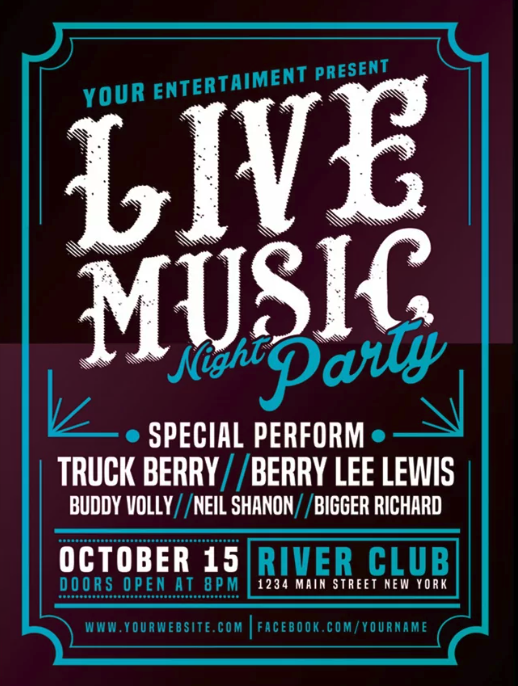 YOUR ENTERTAIMENT PRESENT
LIVE
MUSIC
Night Party
SPECIAL PERFORM
TRUCK BERRY//BERRY LEE LEWIS
BUDDY VOLLY//NEIL SHANON//BIGGER RICHARD
OCTOBER 15
DOORS OPEN AT 8PM
RIVER CLUB
1234 MAIN STREET NEW YORK
WWW.YOURWEBSITE.COM | FACEBOOK.COM/YOURNAME